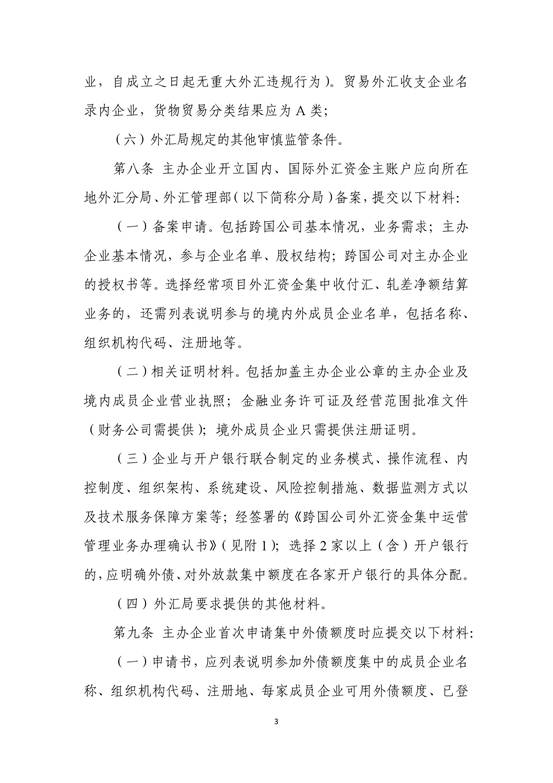 业，自成立之日起无重大外汇违规行为）。贸易外汇收支企业名
录内企业，货物贸易分类结果应为 A 类；
（六）外汇局规定的其他审慎监管条件。
第八条 主办企业开立国内、国际外汇资金主账户应向所在
地外汇分局、外汇管理部（以下简称分局）备案，提交以下材料：
（一）备案申请。包括跨国公司基本情况，业务需求；主办
企业基本情况，参与企业名单、股权结构；跨国公司对主办企业
的授权书等。选择经常项目外汇资金集中收付汇、轧差净额结算
业务的，还需列表说明参与的境内外成员企业名单，包括名称、
组织机构代码、注册地等。
（二）相关证明材料。包括加盖主办企业公章的主办企业及
境内成员企业营业执照；金融业务许可证及经营范围批准文件
（财务公司需提供）；境外成员企业只需提供注册证明。
（三）企业与开户银行联合制定的业务模式、操作流程、内
控制度、组织架构、系统建设、风险控制措施、数据监测方式以
及技术服务保障方案等；经签署的《跨国公司外汇资金集中运营
管理业务办理确认书》（见附 1）；选择 2 家以上（含）开户银行
的，应明确外债、对外放款集中额度在各家开户银行的具体分配。
（四）外汇局要求提供的其他材料。
第九条 主办企业首次申请集中外债额度时应提交以下材料：
（一）申请书，应列表说明参加外债额度集中的成员企业名
称、组织机构代码、注册地、每家成员企业可用外债额度、已登
3